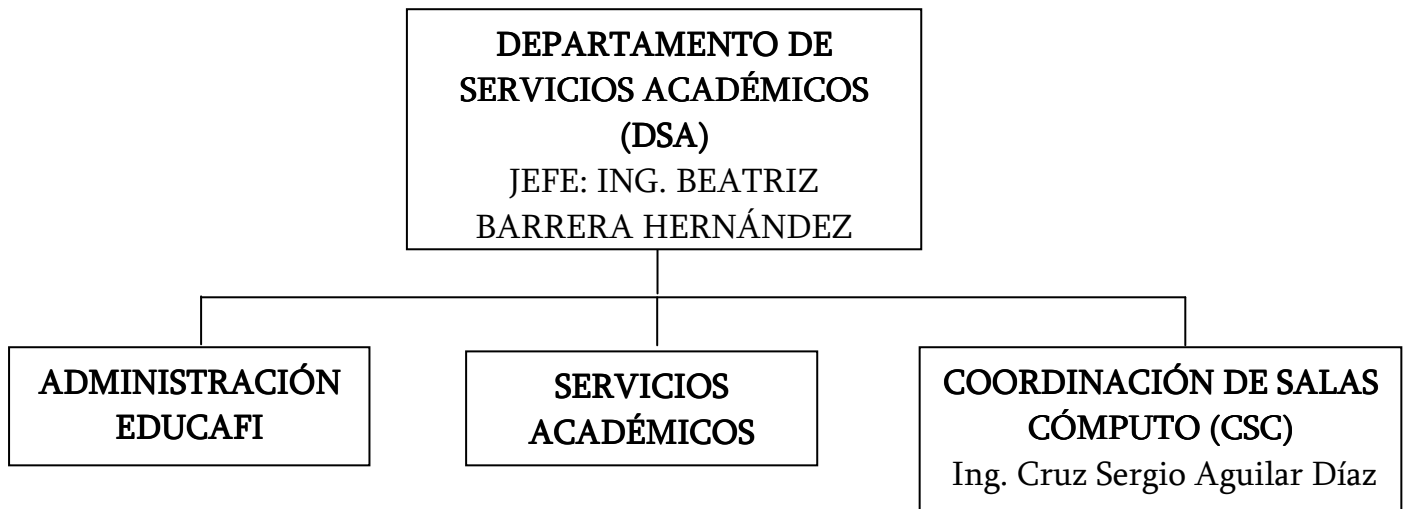 DEPARTAMENTO DE
SERVICIOS ACADÉMICOS
(DSA)
JEFE: ING. BEATRIZ
BARRERA HERNÁNDEZ
ADMINISTRACIÓN
EDUCAFI
SERVICIOS
ACADÉMICOS
COORDINACIÓN DE SALAS
CÓMPUTO (CSC)
Ing. Cruz Sergio Aguilar Díaz